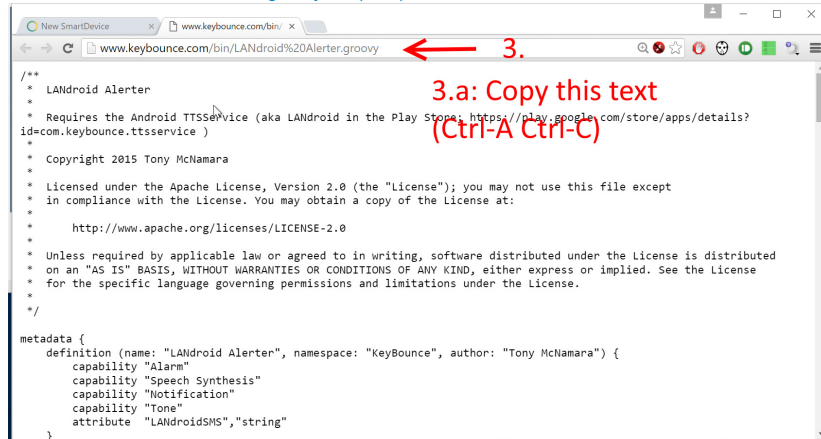 New SmartDevice
www.keybounce.com/bin/
www.keybounce.com/bin/LANdroid%20Alerter.groovy
3.
3.a: Copy this text
(Ctrl-A Ctrl-C)
/**
*  LANdroid Alerter
*
*  Requires the Android TTSService (aka LANdroid in the Play Store; https://play.google.com/store/apps/details?
id=com.keybounce.ttsservice )
*
*  Copyright 2015 Tony McNamara
*
*  Licensed under the Apache License, Version 2.0 (the "License"); you may not use this file except
*  in compliance with the License. You may obtain a copy of the License at:
*
*      http://www.apache.org/licenses/LICENSE-2.0
*
*  Unless required by applicable law or agreed to in writing, software distributed under the License is distributed
*  on an "AS IS" BASIS, WITHOUT WARRANTIES OR CONDITIONS OF ANY KIND, either express or implied. See the License
*  for the specific language governing permissions and limitations under the License.
*
*/
metadata {
definition (name: "LANdroid Alerter", namespace: "KeyBounce", author: "Tony McNamara") {
capability "Alarm"
capability "Speech Synthesis"
capability "Notification"
capability "Tone"
attribute  "LANdroidSMS","string"
}